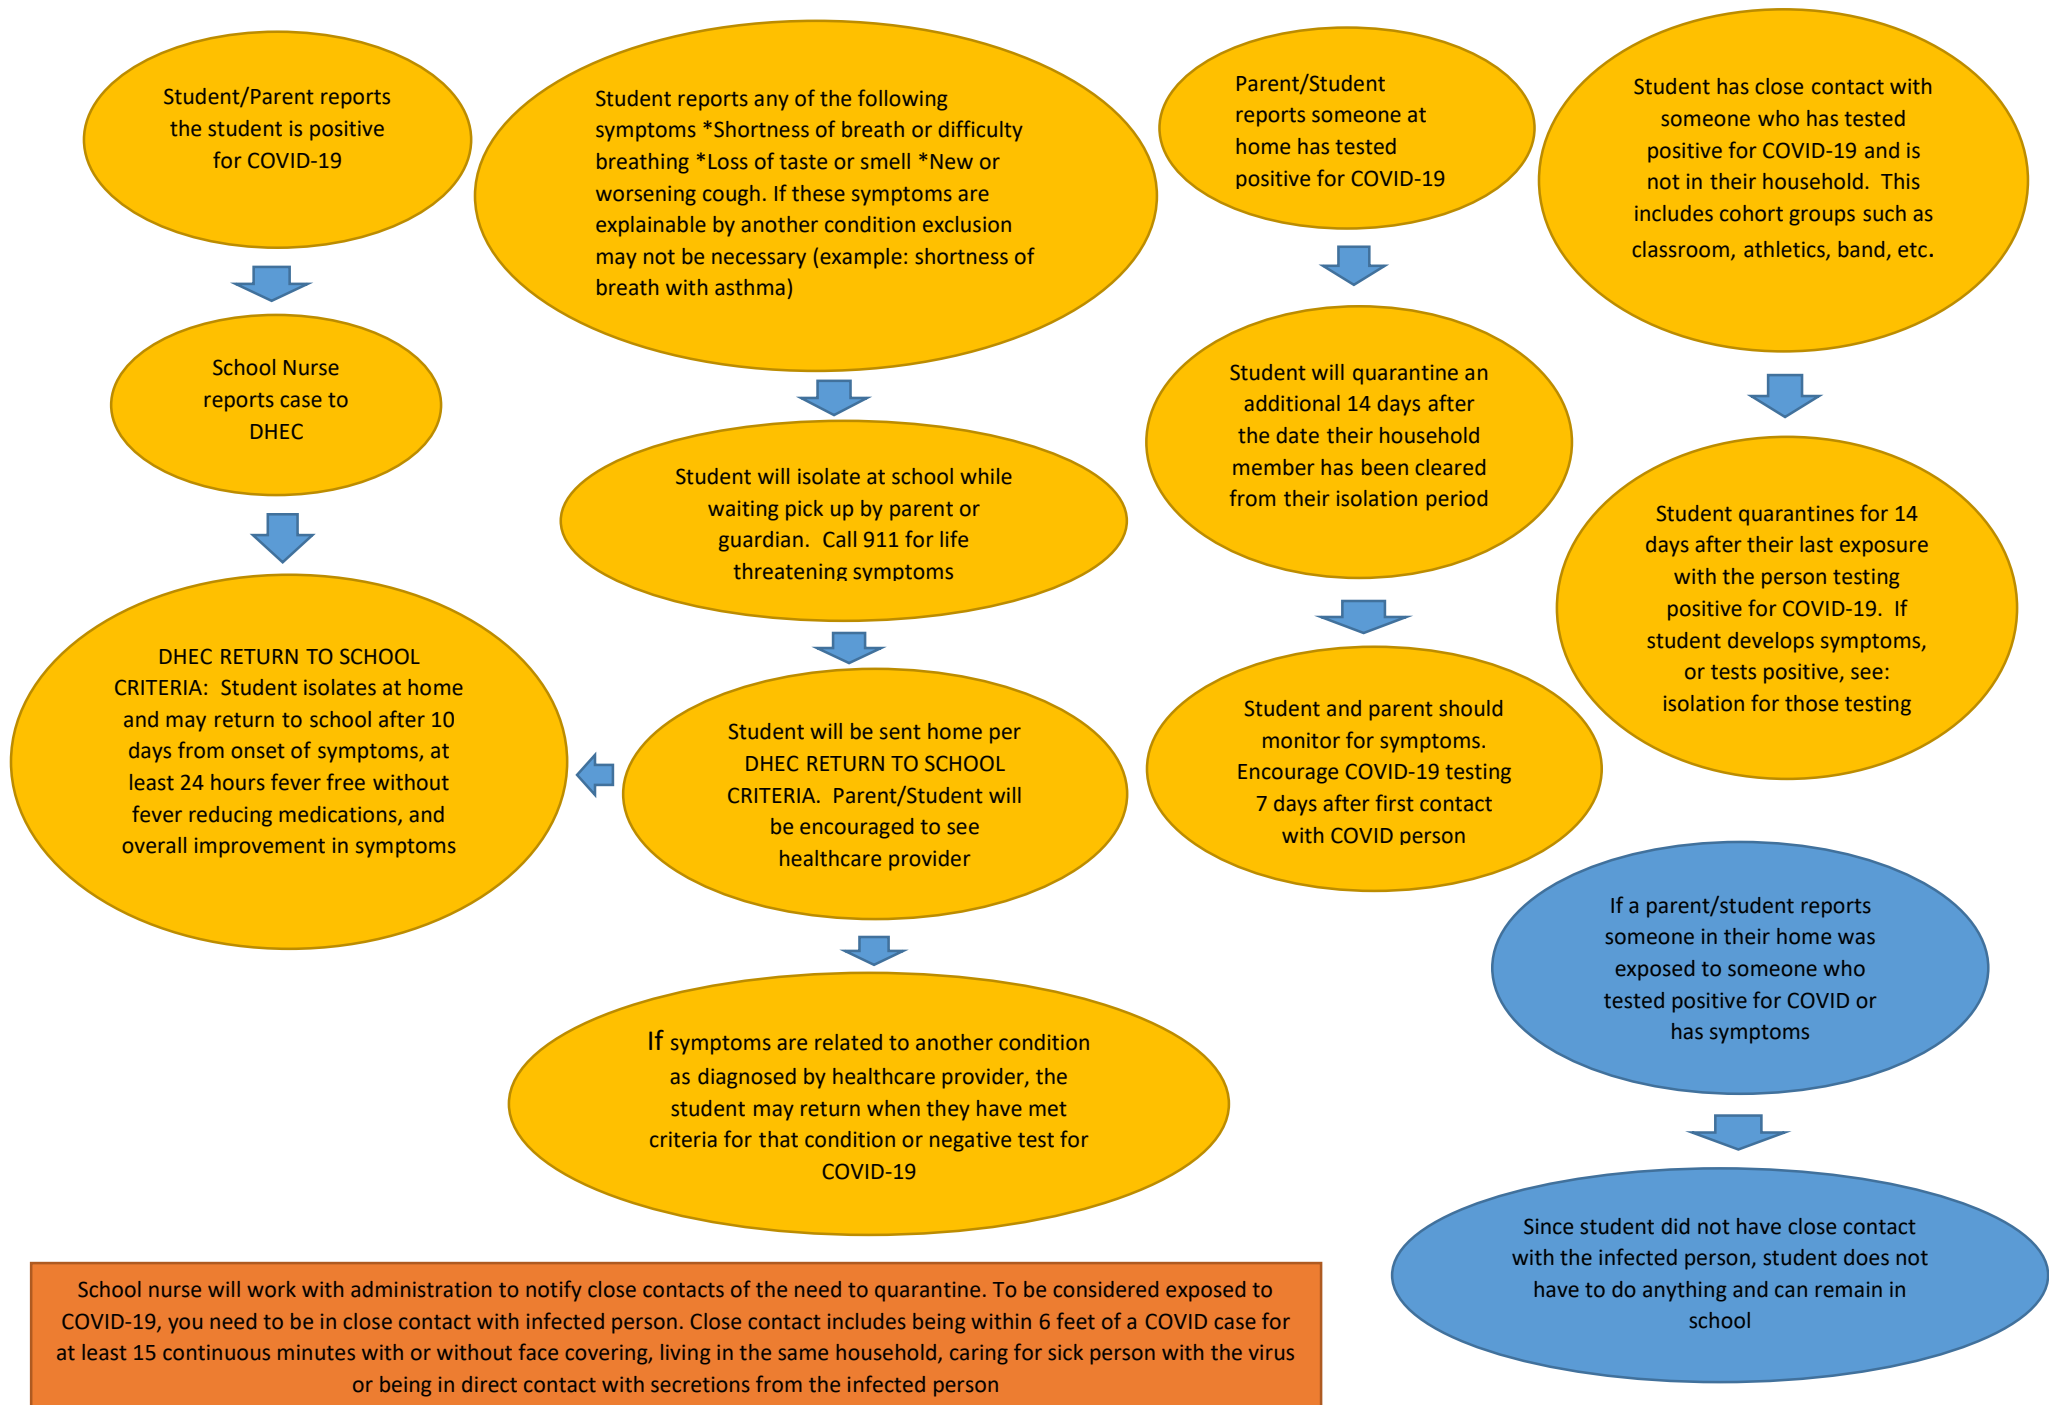 Student/Parent reports
the student is positive
for COVID-19
School Nurse
reports case to
DHEC
DHEC RETURN TO SCHOOL
CRITERIA:  Student isolates at home
and may return to school after 10
days from onset of symptoms, at
least 24 hours fever free without
fever reducing medications, and
overall improvement in symptoms
Student reports any of the following
symptoms *Shortness of breath or difficulty
breathing *Loss of taste or smell *New or
worsening cough. If these symptoms are
explainable by another condition exclusion
may not be necessary (example: shortness of
breath with asthma)
Student will isolate at school while
waiting pick up by parent or
guardian.  Call 911 for life
threatening symptoms
Student will be sent home per
DHEC RETURN TO SCHOOL
CRITERIA.  Parent/Student will
be encouraged to see
healthcare provider
If symptoms are related to another condition
as diagnosed by healthcare provider, the
student may return when they have met
criteria for that condition or negative test for
COVID-19
Parent/Student
reports someone at
home has tested
positive for COVID-19
Student will quarantine an
additional 14 days after
the date their household
member has been cleared
from their isolation period
Student and parent should
monitor for symptoms.
Encourage COVID-19 testing
7 days after first contact
with COVID person
Student has close contact with
someone who has tested
positive for COVID-19 and is
not in their household.  This
includes cohort groups such as
classroom, athletics, band, etc.
Student quarantines for 14
days after their last exposure
with the person testing
positive for COVID-19.  If
student develops symptoms,
or tests positive, see:
isolation for those testing
If a parent/student reports
someone in their home was
exposed to someone who
tested positive for COVID or
has symptoms
Since student did not have close contact
with the infected person, student does not
have to do anything and can remain in
school
School nurse will work with administration to notify close contacts of the need to quarantine. To be considered exposed to
COVID-19, you need to be in close contact with infected person. Close contact includes being within 6 feet of a COVID case for
at least 15 continuous minutes with or without face covering, living in the same household, caring for sick person with the virus
or being in direct contact with secretions from the infected person